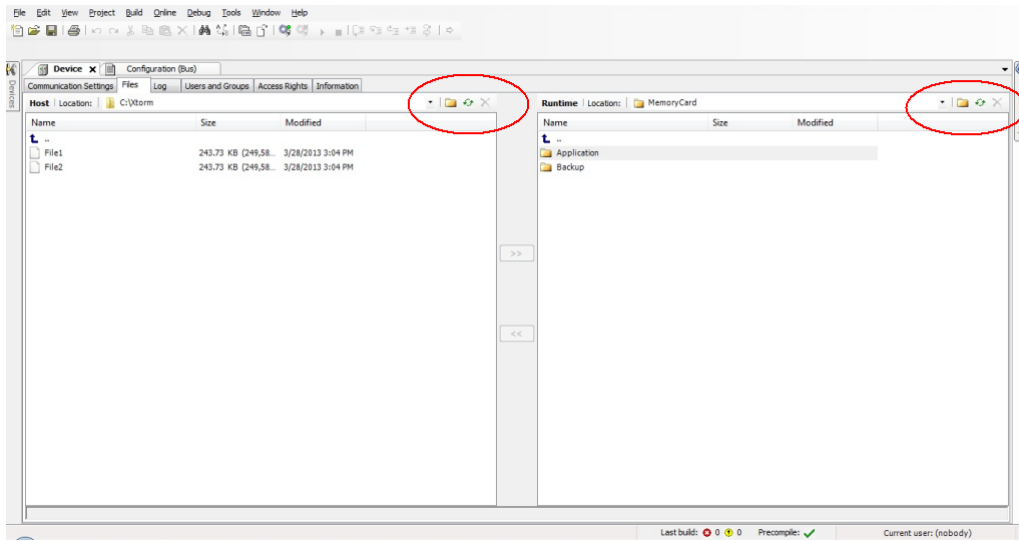 File Edit View Project Build Online Debug Tools Window Help
Device X Configuration (Bus)
Devices
Communication Settings Files Log Users and Groups Access Rights Information
Host Location: C:\Xtorm
Runtime Location: MemoryCard
Name Size Modified
Name Size Modified
..
..
File1 243.73 KB (249,58... 3/28/2013 3:04 PM
Application
File2 243.73 KB (249,58... 3/28/2013 3:04 PM
Backup
>>
<<
Last build: 0 0 Precompile: Current user: (nobody)